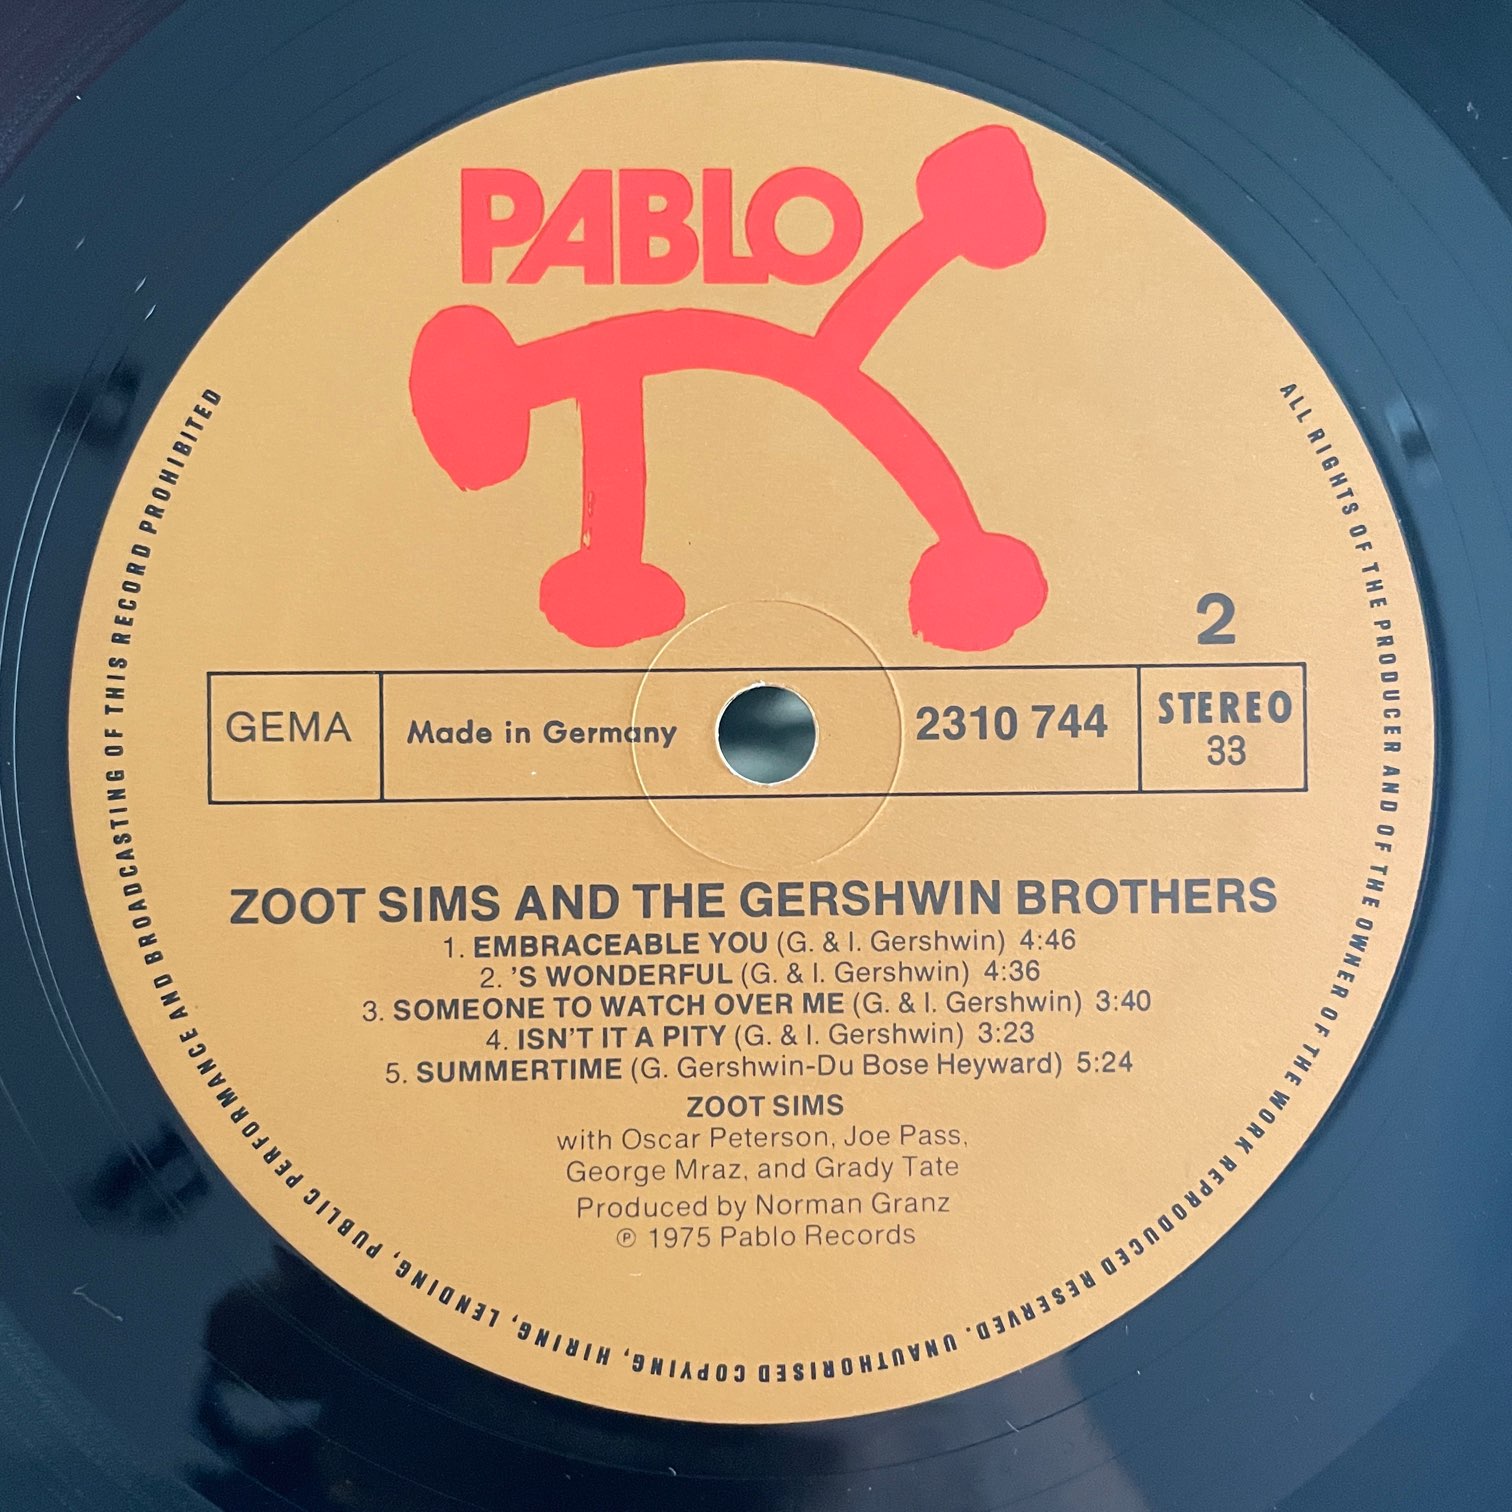 PABLO
2
GEMA
Made in Germany
2310 744
STEREO
33
ZOOT SIMS AND THE GERSHWIN BROTHERS
1. EMBRACEABLE YOU (G. & I. Gershwin) 4:46
2. 'S WONDERFUL (G. & I. Gershwin) 4:36
3. SOMEONE TO WATCH OVER ME (G. & I. Gershwin) 3:40
4. ISN'T IT A PITY (G. & I. Gershwin) 3:23
5. SUMMERTIME (G. Gershwin-Du Bose Heyward) 5:24
ZOOT SIMS
with Oscar Peterson, Joe Pass,
George Mraz, and Grady Tate
Produced by Norman Granz
℗ 1975 Pablo Records
ALL RIGHTS OF THE PRODUCER AND OF THE OWNER OF THE WORK REPRODUCED RESERVED. UNAUTHORISED COPYING, HIRING, LENDING, PUBLIC PERFORMANCE AND BROADCASTING OF THIS RECORD PROHIBITED